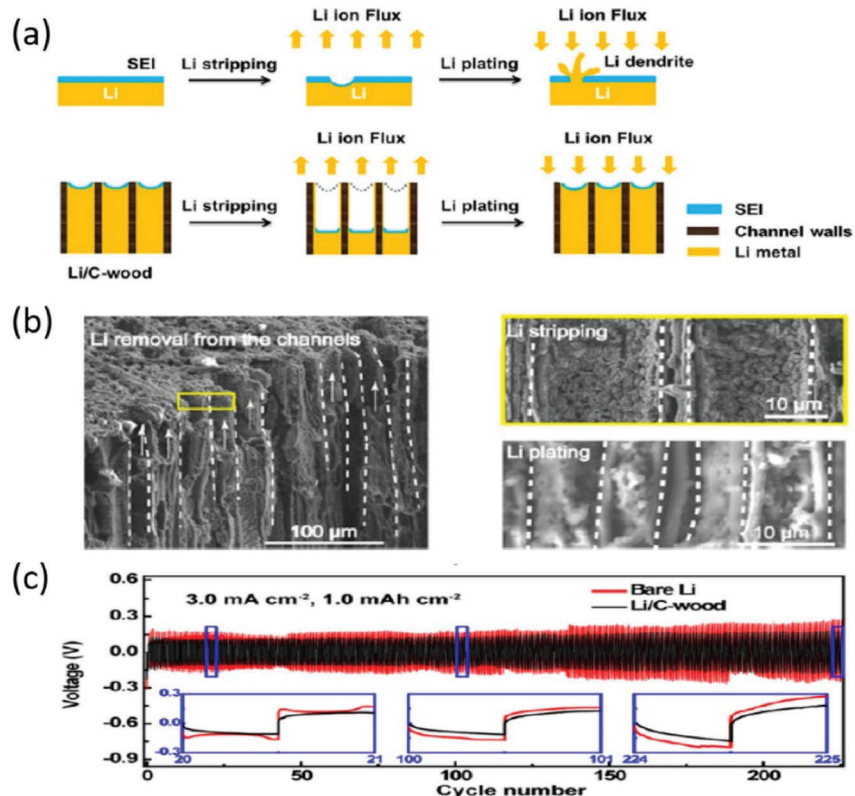 (a)
Li ion Flux
Li ion Flux
SEI
Li stripping
Li plating
Li dendrite
Li
Li
Li ion Flux
Li ion Flux
Li stripping
Li plating
SEI
Channel walls
Li metal
Li/C-wood
(b)
Li removal from the channels
100 μm
Li stripping
10 μm
Li plating
10 μm
(c)
3.0 mA cm⁻², 1.0 mAh cm⁻²
Bare Li
Li/C-wood
Voltage (V)
0.6
0.3
0.0
-0.3
-0.6
-0.9
0.3
0.0
-0.3
20
21
100
101
224
225
0
50
100
150
200
Cycle number